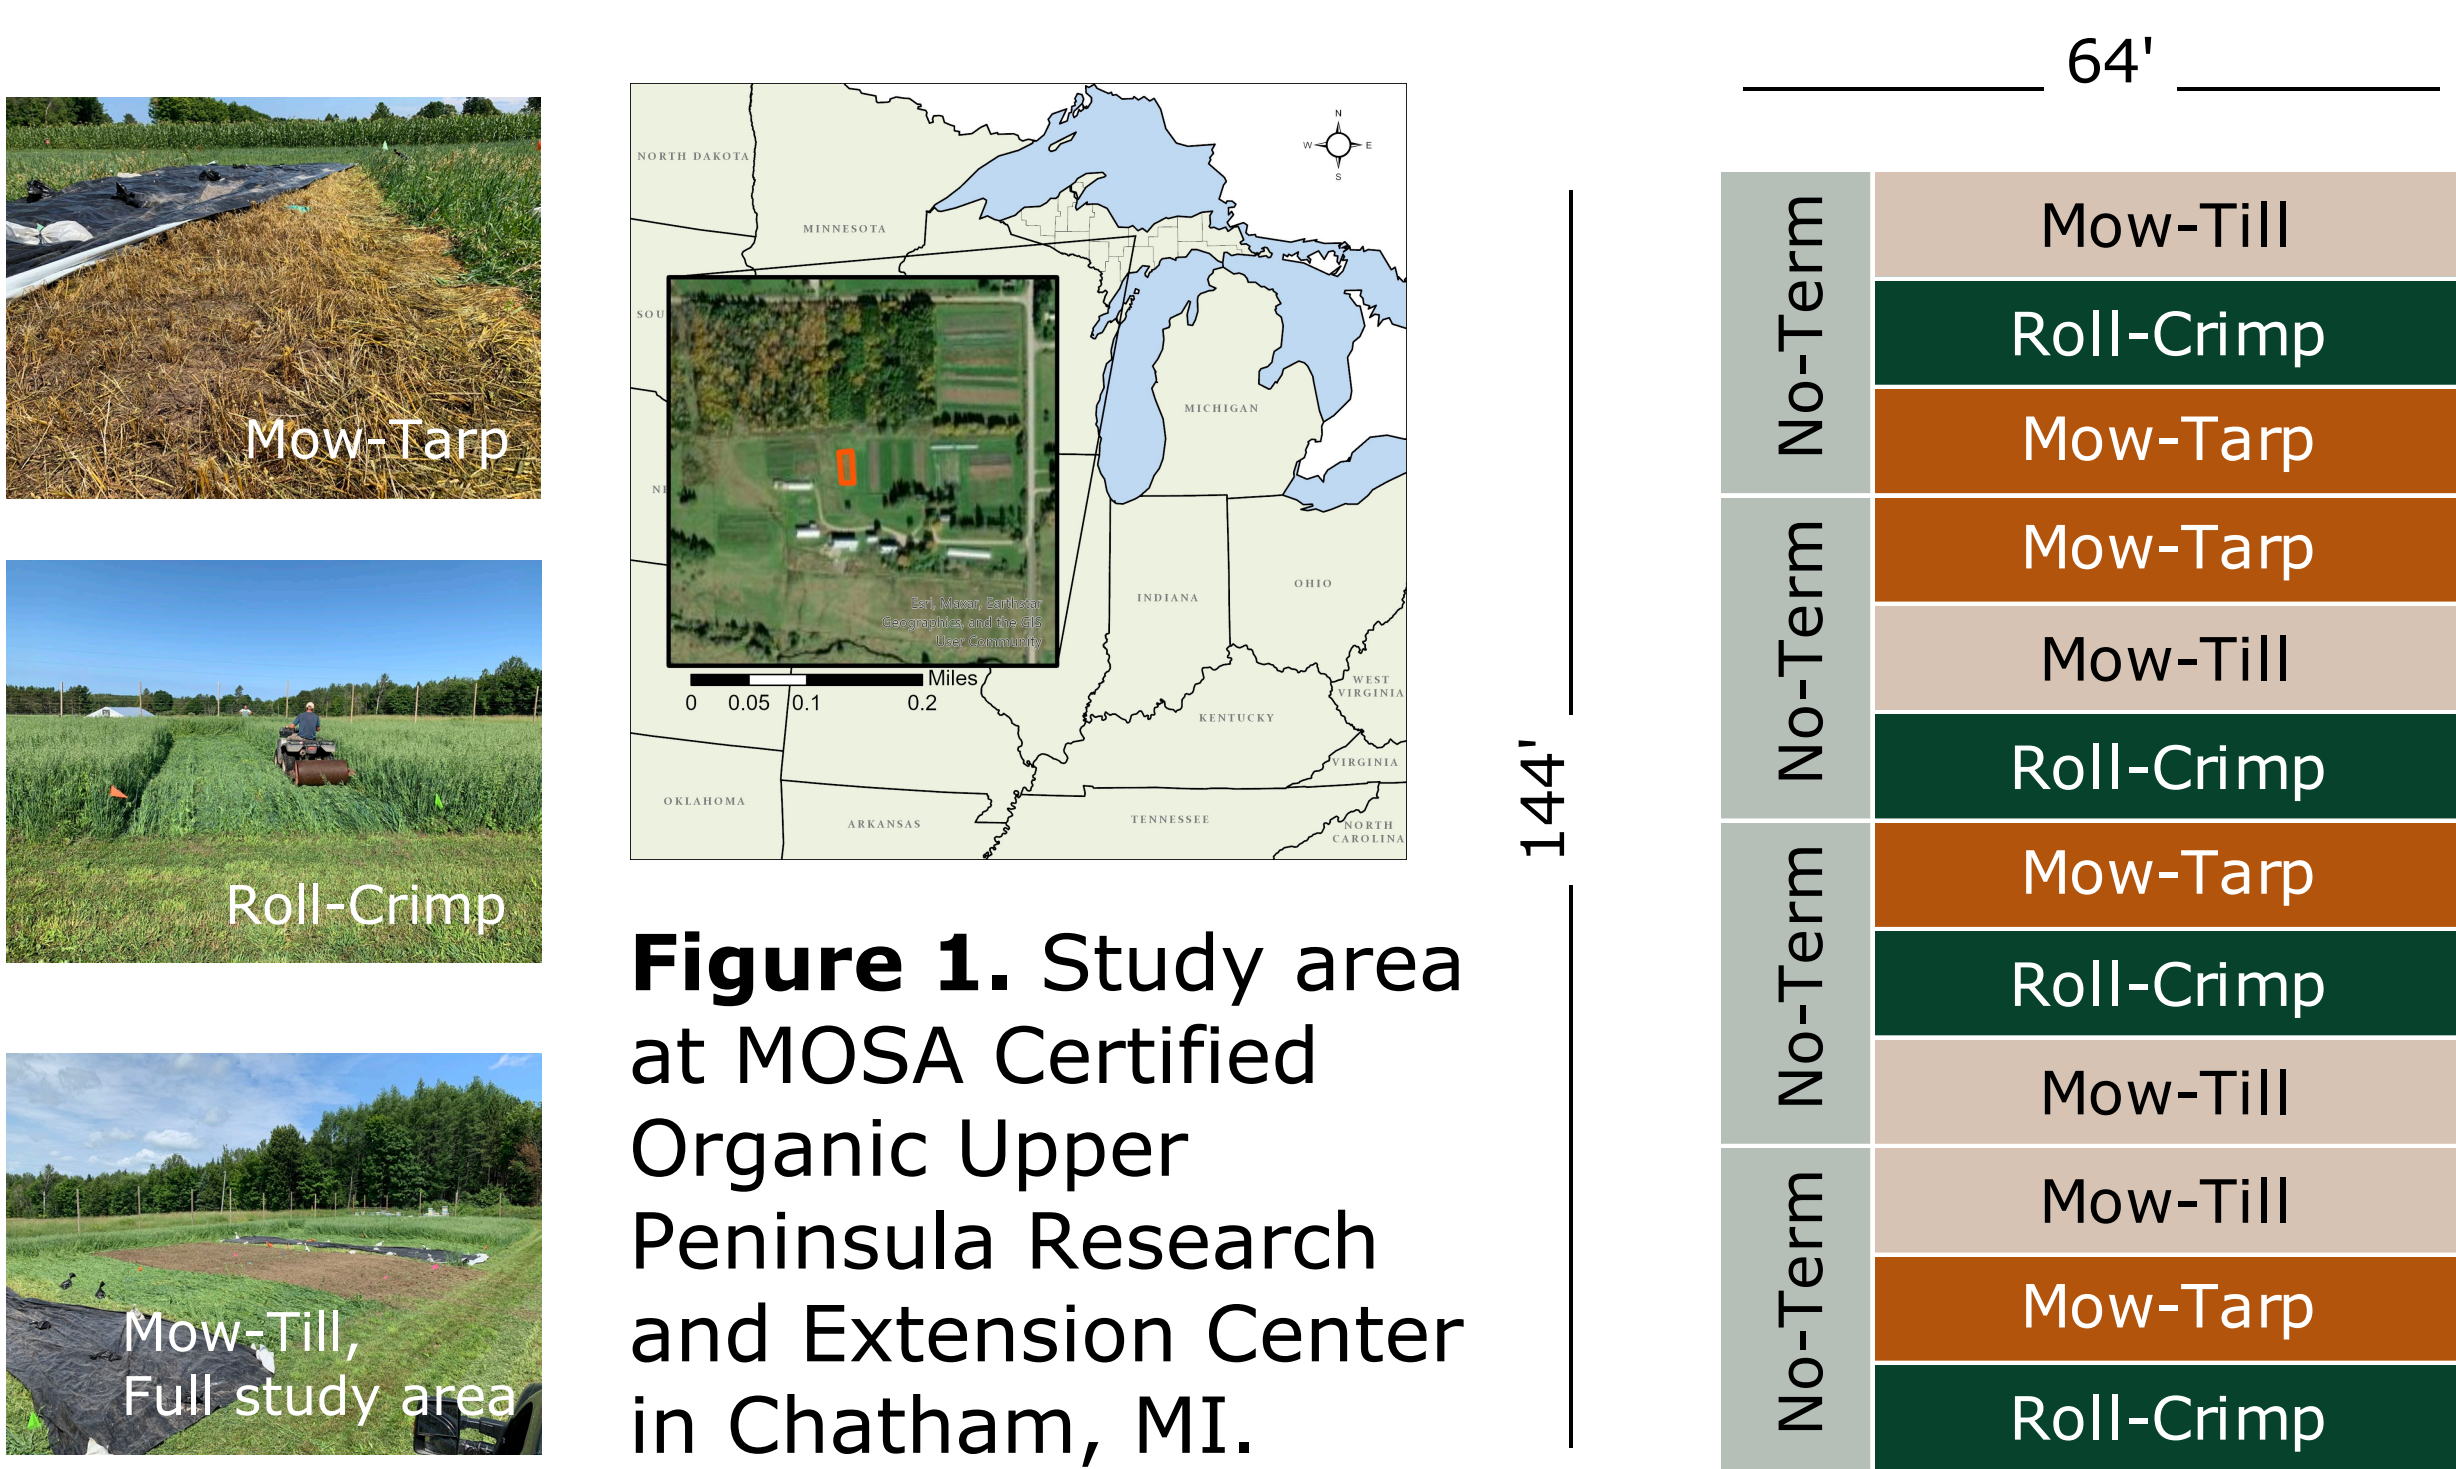 Mow-Tarp
Roll-Crimp
Mow-Till,
Full study area
N
W
E
S
NORTH DAKOTA
MINNESOTA
SOU
NE
MICHIGAN
OHIO
INDIANA
WEST
VIRGINIA
KENTUCKY
VIRGINIA
OKLAHOMA
ARKANSAS
TENNESSEE
NORTH
CAROLINA
Esri, Maxar, Earthstar
Geographics, and the GIS
User Community
Miles
0 0.05 0.1 0.2
Figure 1. Study area
at MOSA Certified
Organic Upper
Peninsula Research
and Extension Center
in Chatham, MI.
64'
144'
No-Term
Mow-Till
Roll-Crimp
Mow-Tarp
No-Term
Mow-Tarp
Mow-Till
Roll-Crimp
No-Term
Mow-Tarp
Roll-Crimp
Mow-Till
No-Term
Mow-Till
Mow-Tarp
Roll-Crimp